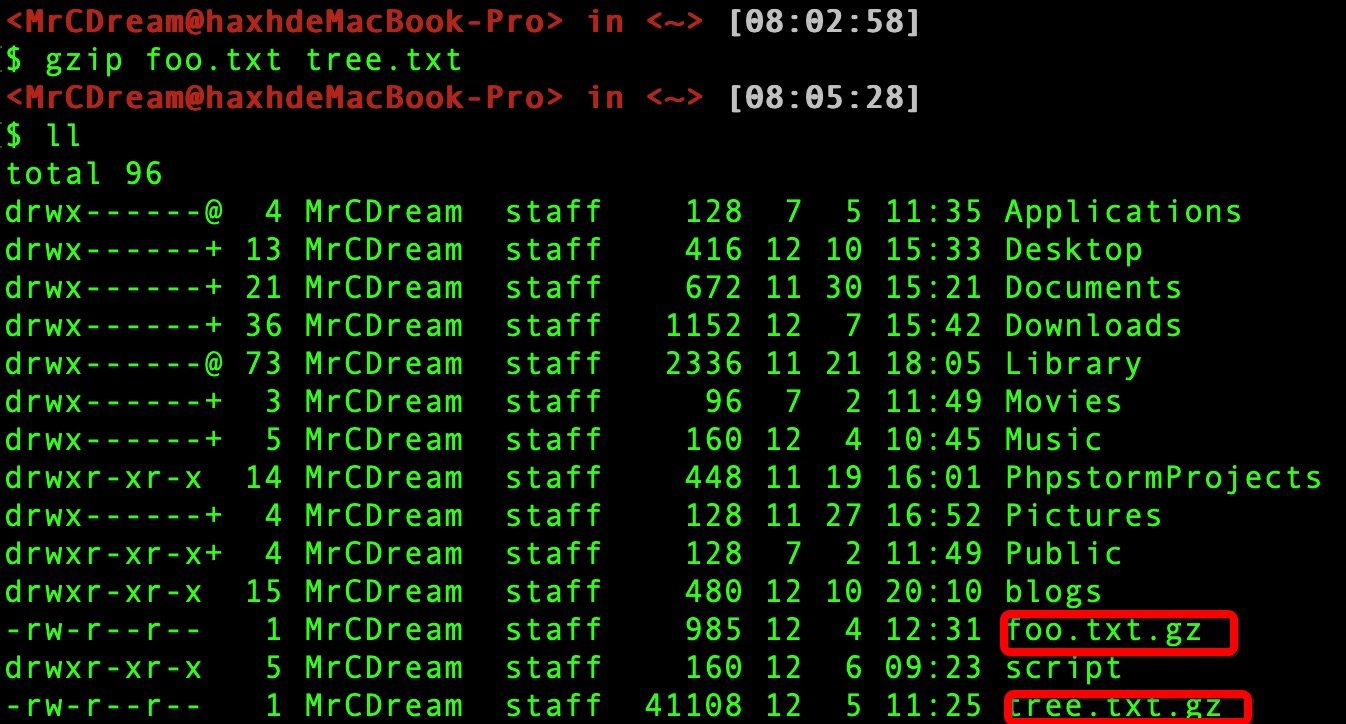 <MrCDream@haxhdeMacBook-Pro> in <~> [08:02:58]
$ gzip foo.txt tree.txt
<MrCDream@haxhdeMacBook-Pro> in <~> [08:05:28]
$ ll
total 96
drwx------@  4 MrCDream  staff    128  7  5 11:35 Applications
drwx------+ 13 MrCDream  staff    416 12 10 15:33 Desktop
drwx------+ 21 MrCDream  staff    672 11 30 15:21 Documents
drwx------+ 36 MrCDream  staff   1152 12  7 15:42 Downloads
drwx------@ 73 MrCDream  staff   2336 11 21 18:05 Library
drwx------+  3 MrCDream  staff     96  7  2 11:49 Movies
drwx------+  5 MrCDream  staff    160 12  4 10:45 Music
drwxr-xr-x  14 MrCDream  staff    448 11 19 16:01 PhpstormProjects
drwx------+  4 MrCDream  staff    128 11 27 16:52 Pictures
drwxr-xr-x+  4 MrCDream  staff    128  7  2 11:49 Public
drwxr-xr-x  15 MrCDream  staff    480 12 10 20:10 blogs
-rw-r--r--   1 MrCDream  staff    985 12  4 12:31 foo.txt.gz
drwxr-xr-x   5 MrCDream  staff    160 12  6 09:23 script
-rw-r--r--   1 MrCDream  staff  41108 12  5 11:25 tree.txt.gz